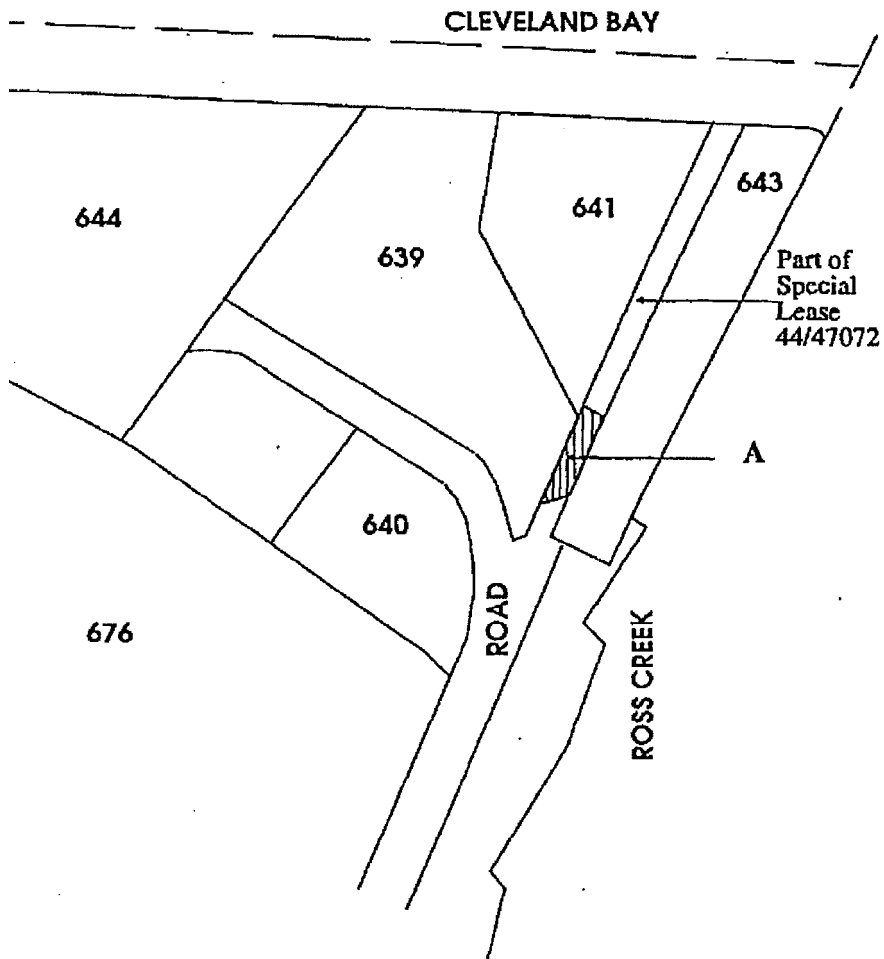 CLEVELAND BAY
643
644
641
639
Part of
Special
Lease
44/47072
A
640
676
ROAD
ROSS CREEK